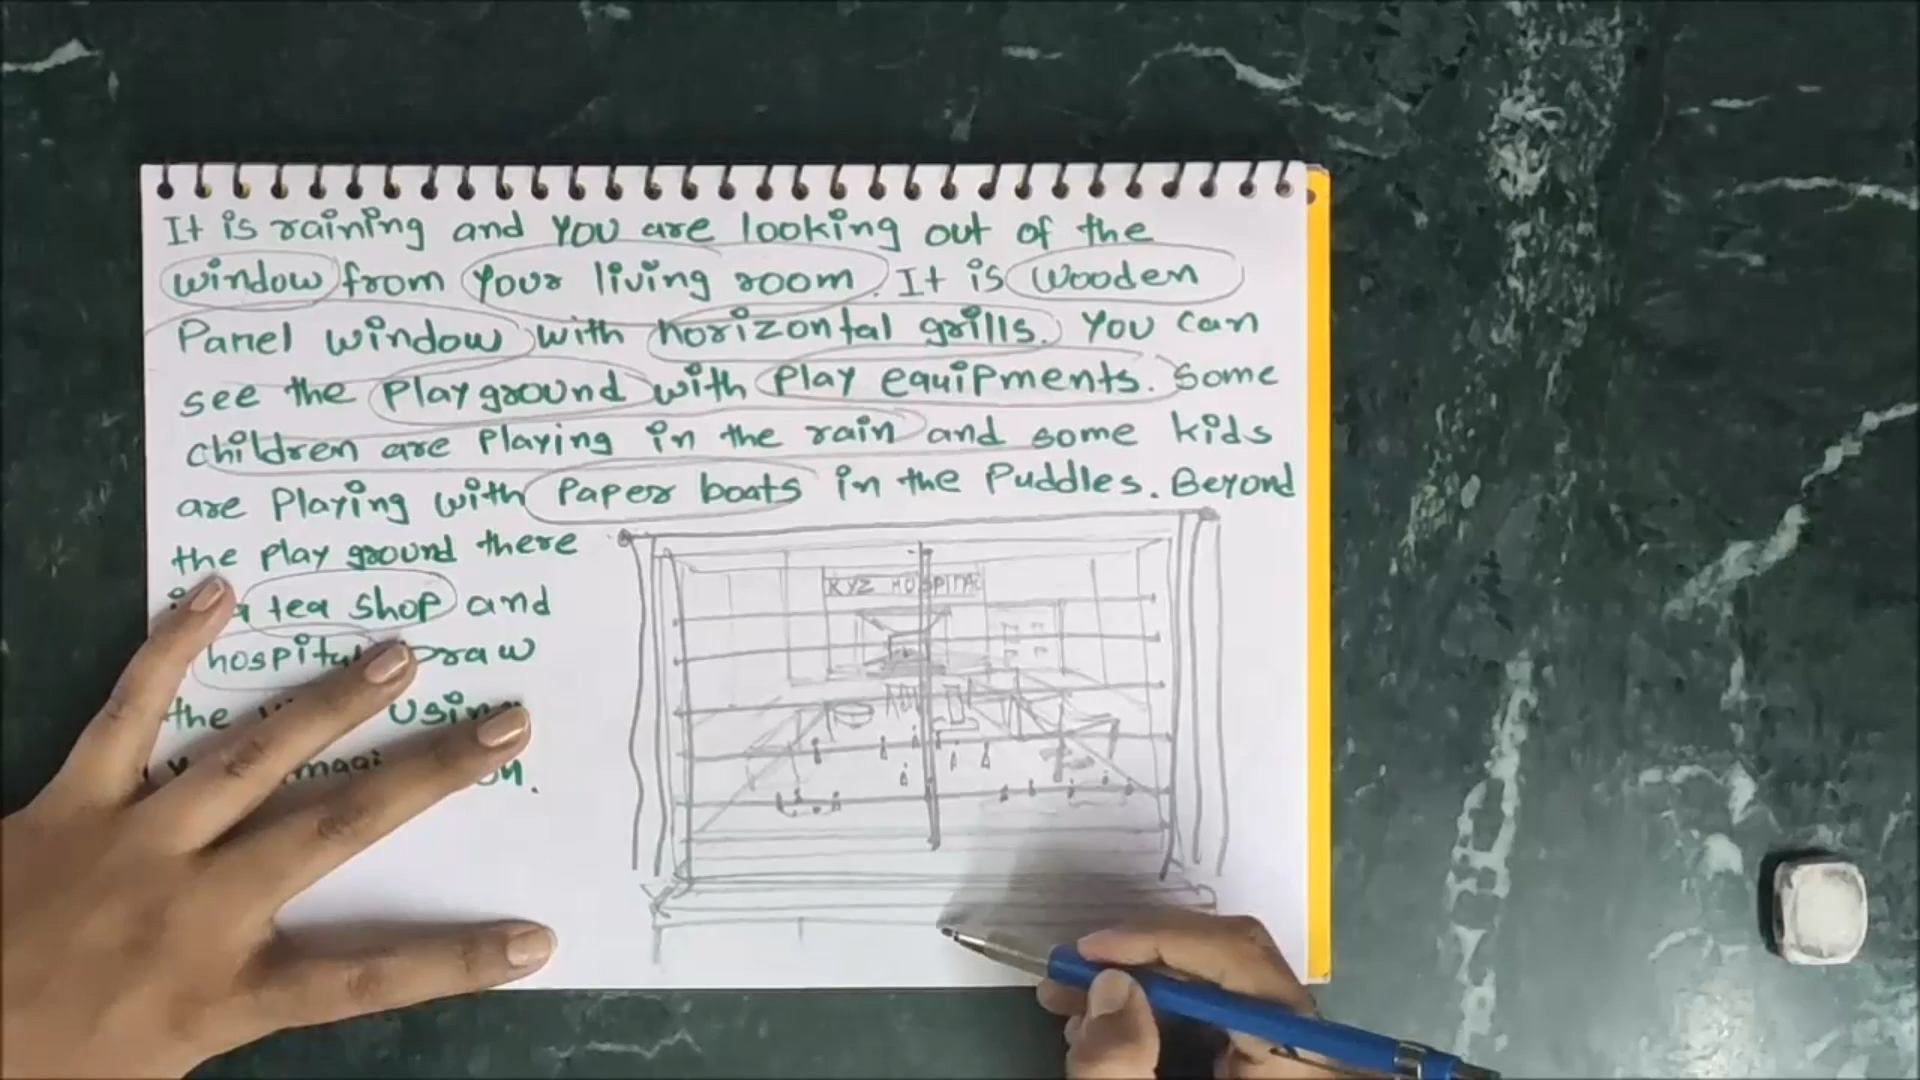 It is raining and you are looking out of the
window from your living room. It is wooden
Panel window with horizontal grills. You can
see the playground with play equipments. Some
children are Playing in the rain and some kids
are Playing with Paper boats in the Puddles. Beyond
the play ground there
a tea shop and
hospital Draw
the using
XYZ HOSPITAL